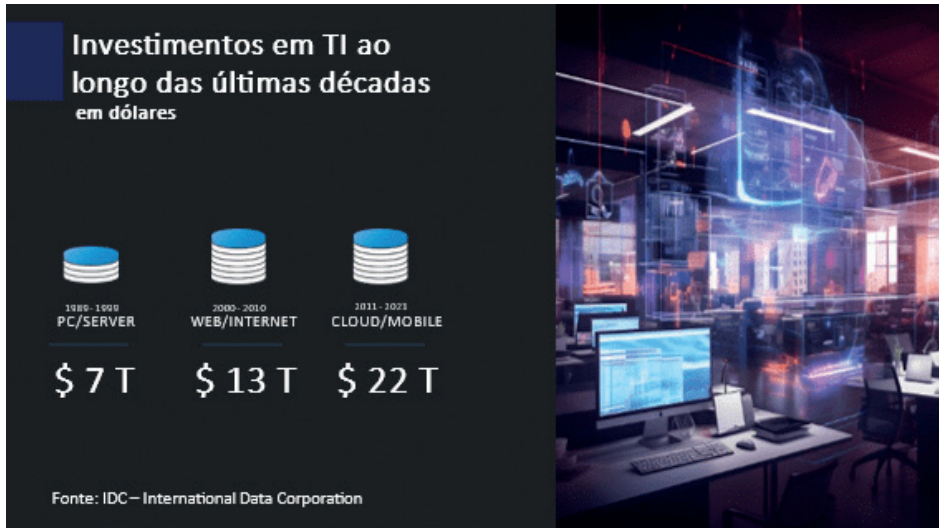 Investimentos em TI ao
longo das últimas décadas
em dólares
1989-1999
PC/SERVER
$ 7 T
2000-2010
WEB/INTERNET
$ 13 T
2011-2021
CLOUD/MOBILE
$ 22 T
Fonte: IDC – International Data Corporation